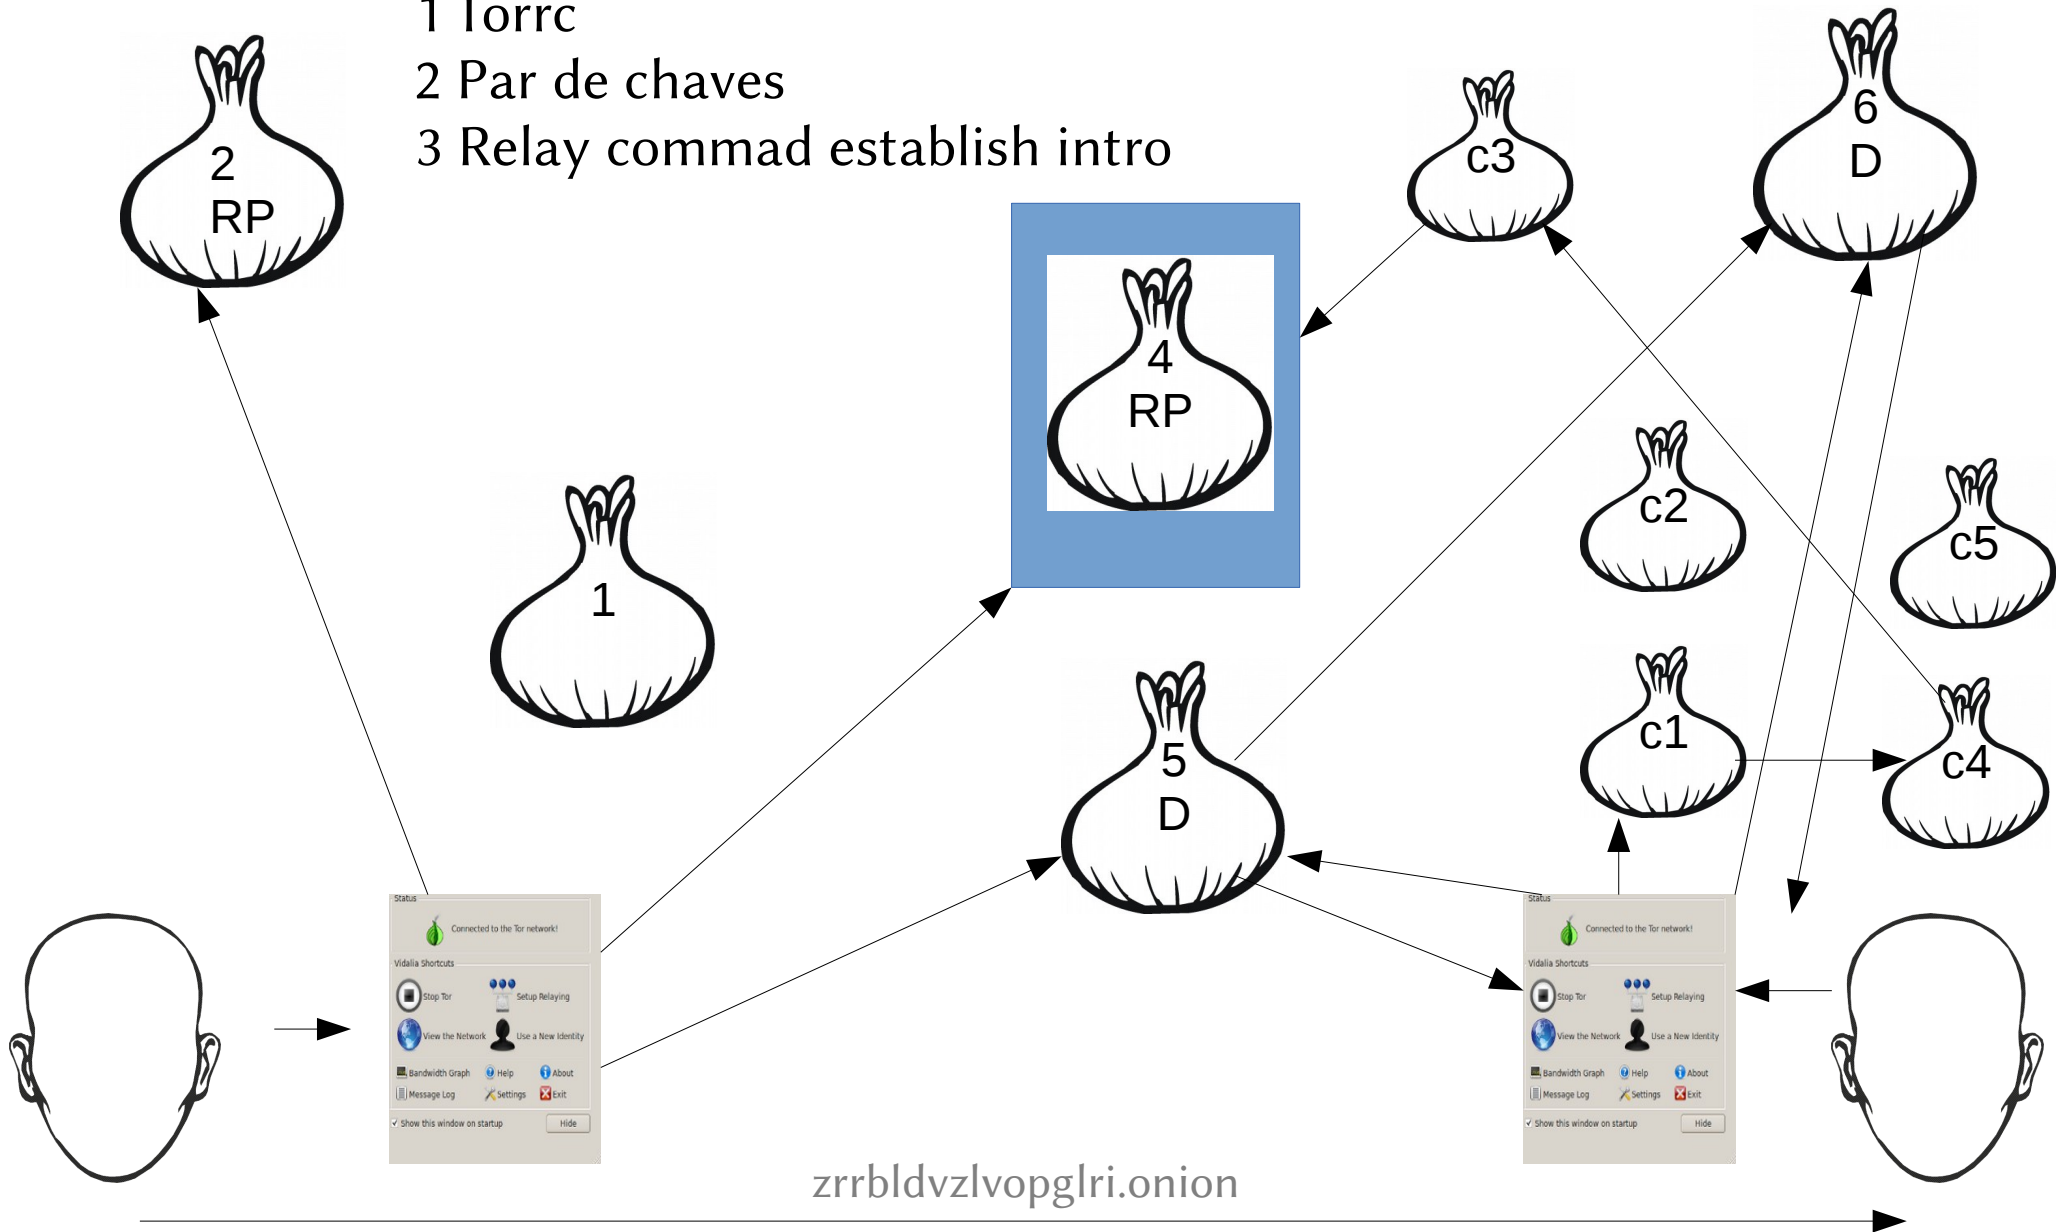 1 Torrc
2 Par de chaves
3 Relay commad establish intro
2
RP
c3
6
D
4
RP
c2
c5
1
c1
c4
5
D
Status
Connected to the Tor network!
Vidalia Shortcuts
Stop Tor
Setup Relaying
View the Network
Use a New Identity
Bandwidth Graph
Help
About
Message Log
Settings
Exit
Show this window on startup
Hide
Status
Connected to the Tor network!
Vidalia Shortcuts
Stop Tor
Setup Relaying
View the Network
Use a New Identity
Bandwidth Graph
Help
About
Message Log
Settings
Exit
Show this window on startup
Hide
zrrbldvzlvopglri.onion